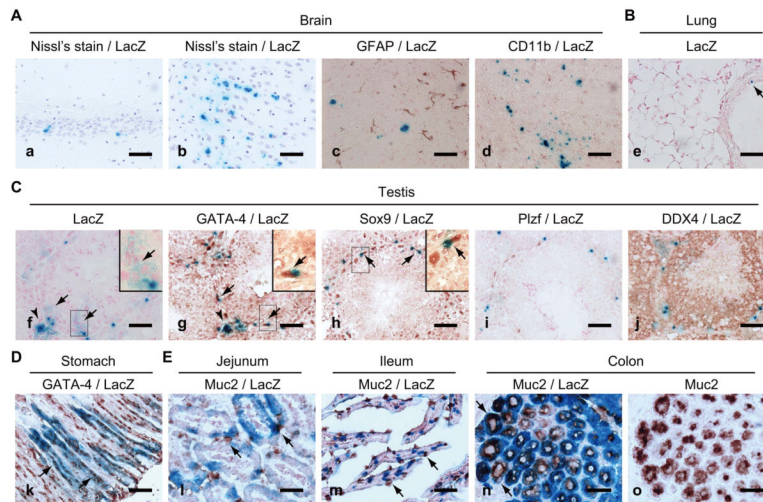 A Brain B Lung
Nissl's stain / LacZ Nissl's stain / LacZ GFAP / LacZ CD11b / LacZ LacZ
a b c d e
C Testis
LacZ GATA-4 / LacZ Sox9 / LacZ Plzf / LacZ DDX4 / LacZ
f g h i j
D Stomach E Jejunum Ileum Colon
GATA-4 / LacZ Muc2 / LacZ Muc2 / LacZ Muc2 / LacZ Muc2
k l m n o